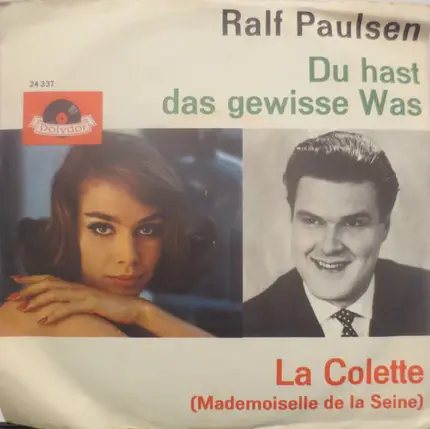 Ralf Paulsen
24 337
Polydor
Du hast
das gewisse Was
La Colette
(Mademoiselle de la Seine)